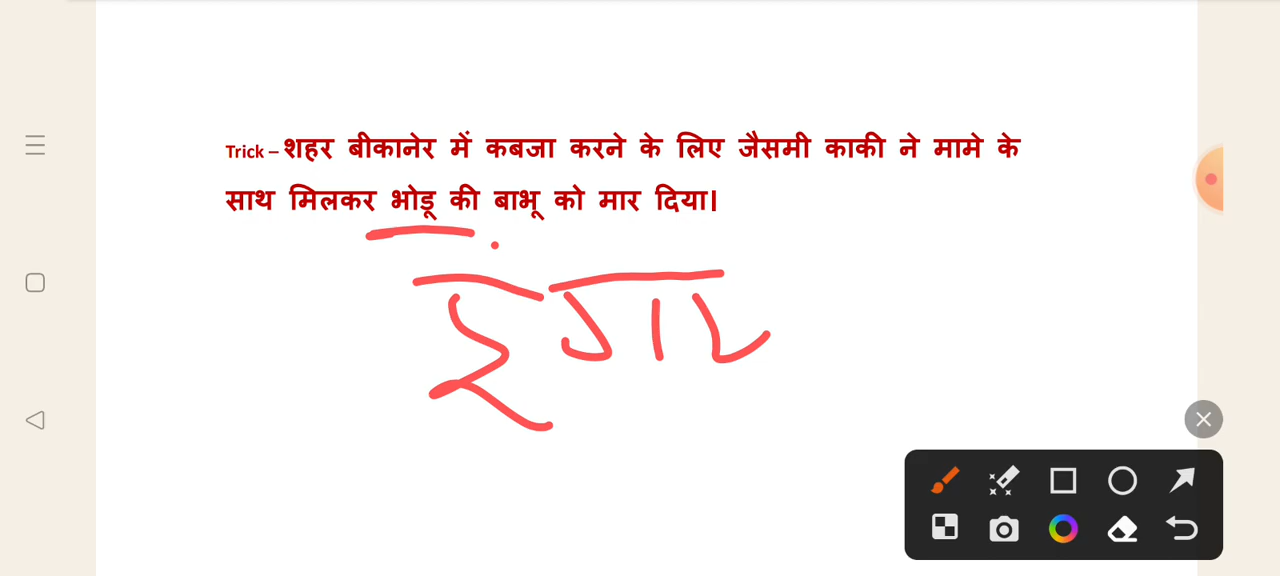 Trick – शहर बीकानेर में कबजा करने के लिए जैसमी काकी ने मामे के
साथ मिलकर भोडू की बाभू को मार दिया।